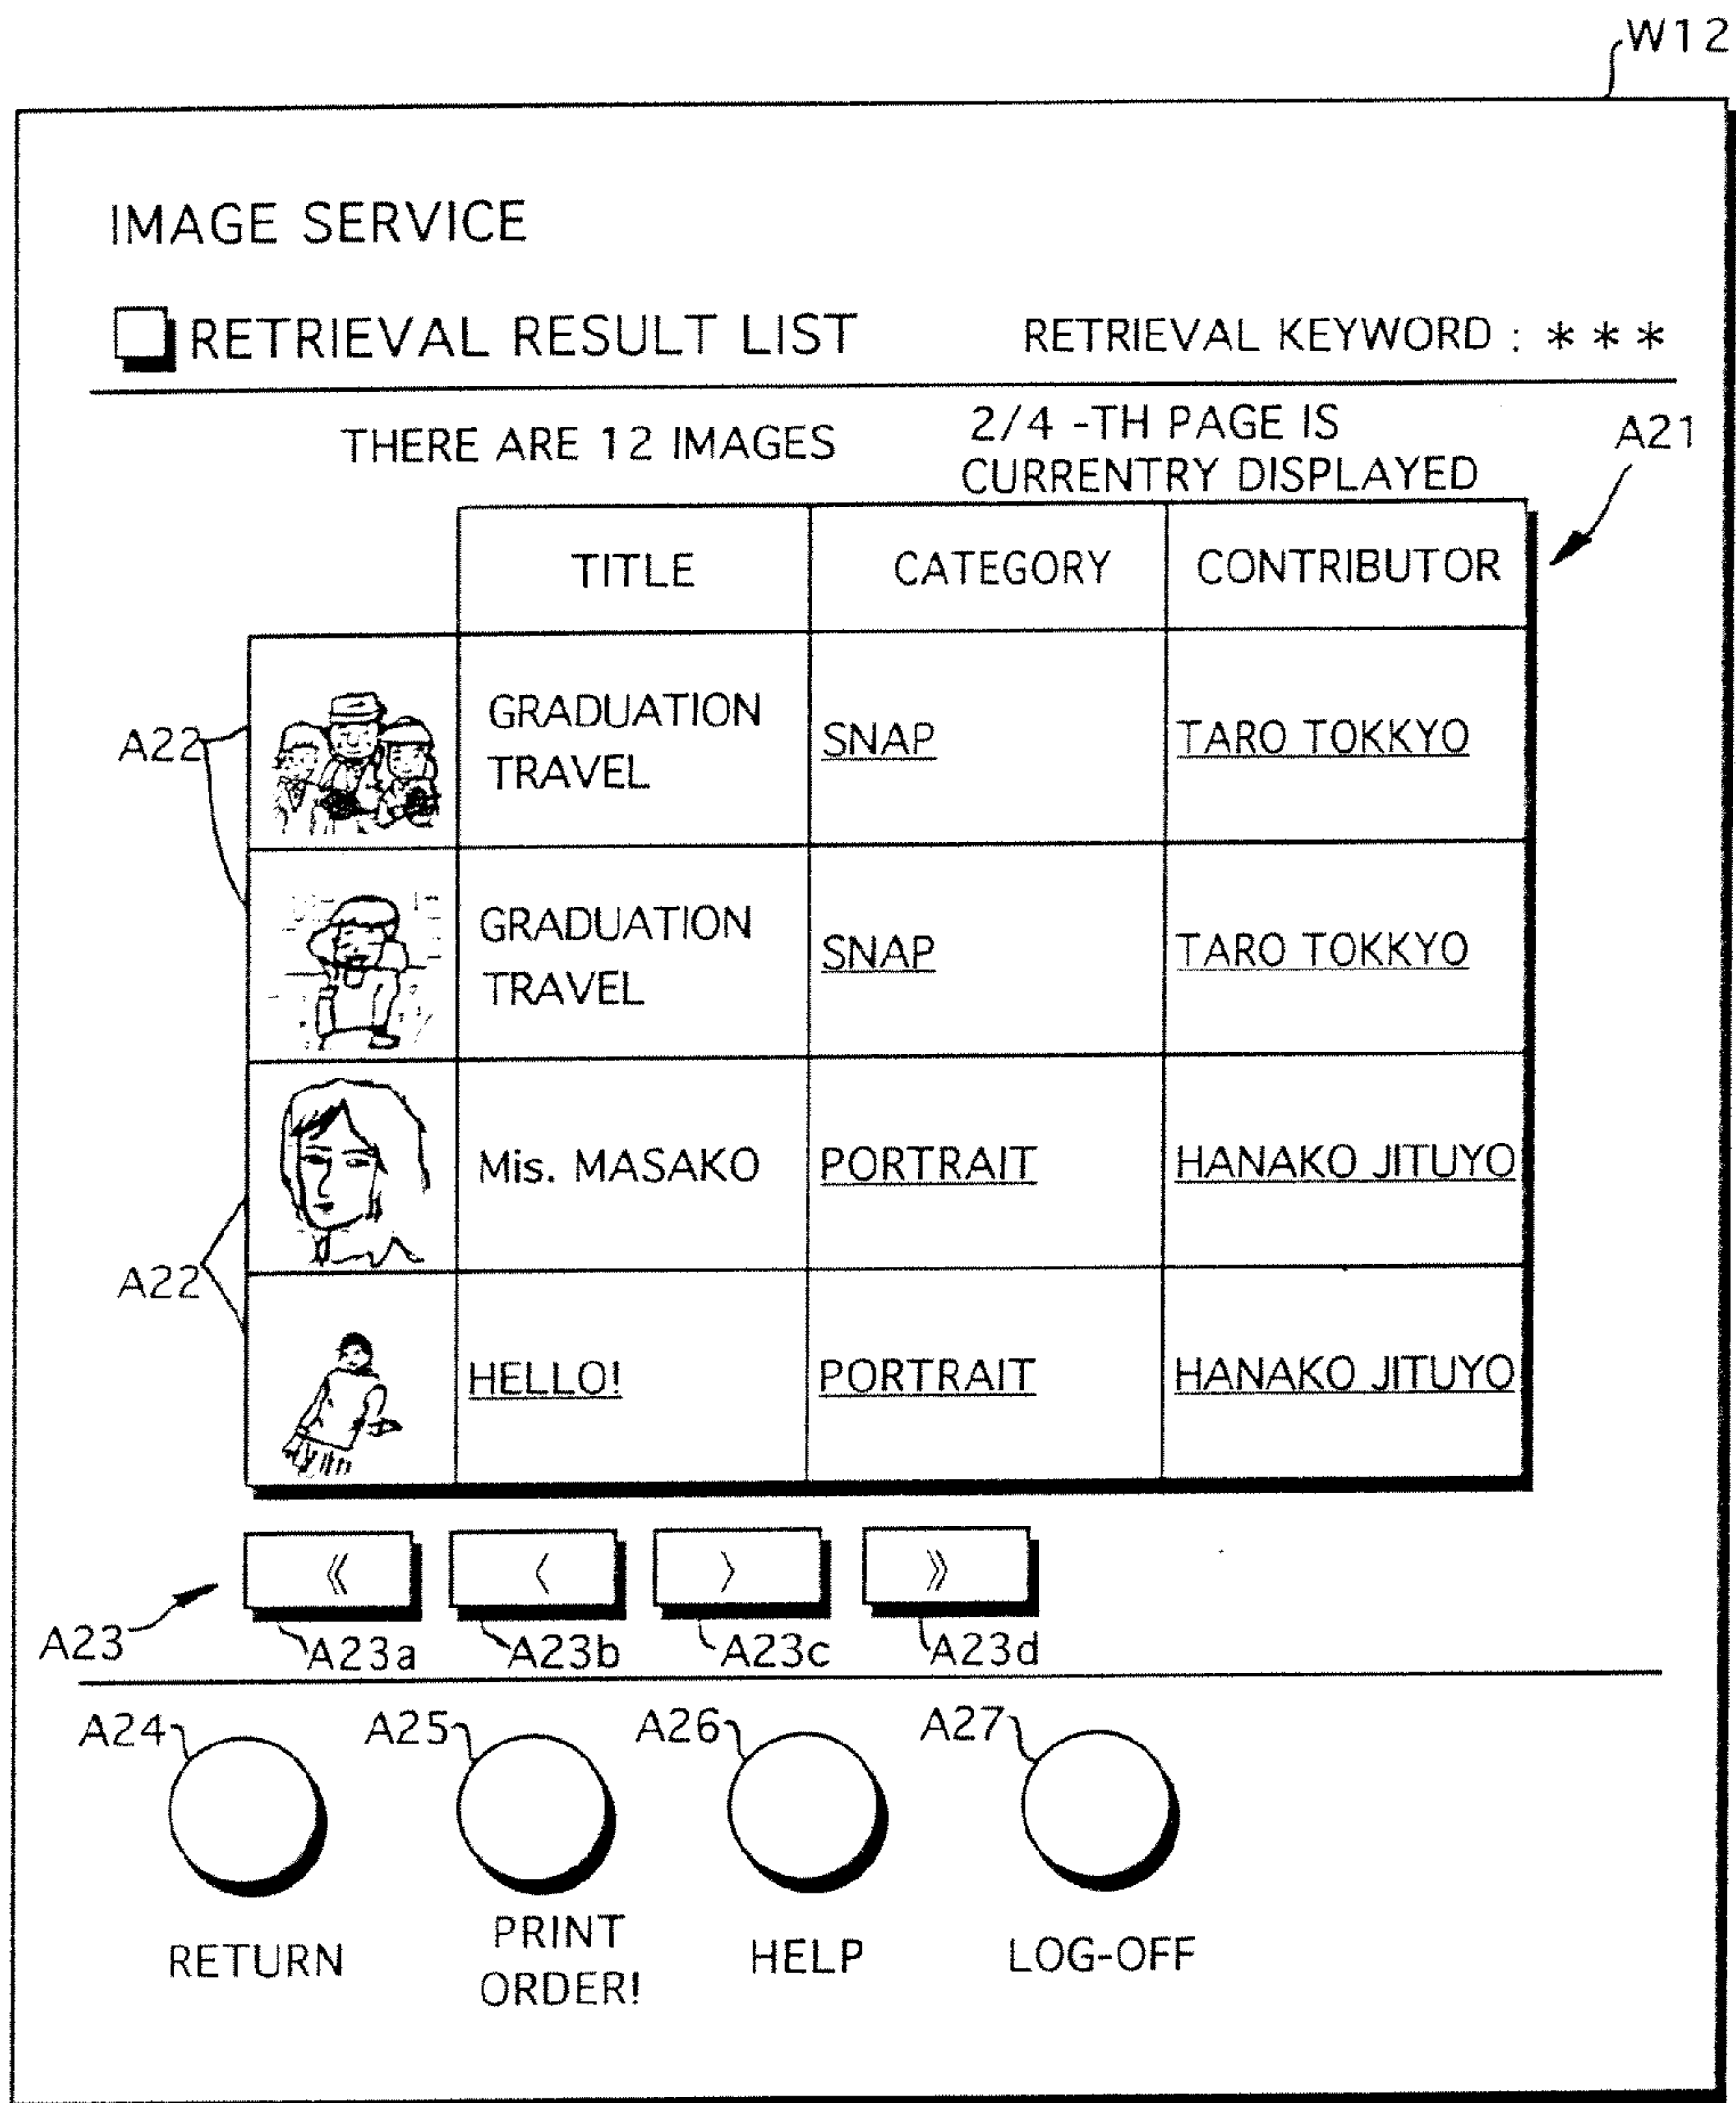 W12
IMAGE SERVICE
RETRIEVAL RESULT LIST
RETRIEVAL KEYWORD : * * *
THERE ARE 12 IMAGES
2/4 -TH PAGE IS
CURRENTRY DISPLAYED
A21
TITLE CATEGORY CONTRIBUTOR
A22
GRADUATION
TRAVEL
SNAP
TARO TOKKYO
GRADUATION
TRAVEL
SNAP
TARO TOKKYO
Mis. MASAKO
PORTRAIT
HANAKO JITUYO
A22
HELLO!
PORTRAIT
HANAKO JITUYO
《 〈 〉 》
A23
A23a A23b A23c A23d
A24 A25 A26 A27
RETURN
PRINT
ORDER!
HELP
LOG-OFF